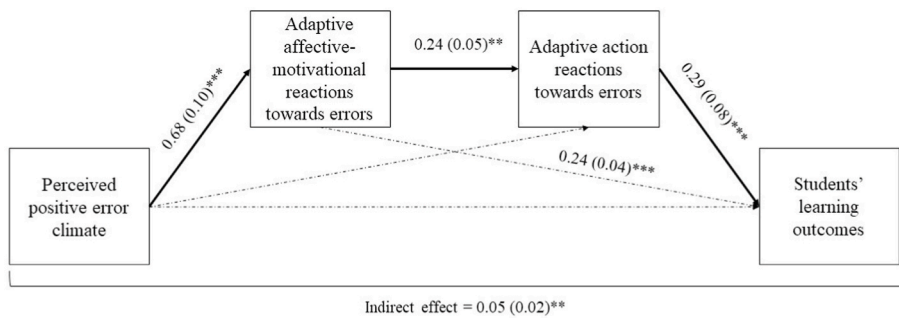 Adaptive
affective-
motivational
reactions
towards errors
0.24 (0.05)**
Adaptive action
reactions
towards errors
0.68 (0.10)***
0.29 (0.08)***
0.24 (0.04)***
Perceived
positive error
climate
Students’
learning
outcomes
Indirect effect = 0.05 (0.02)**